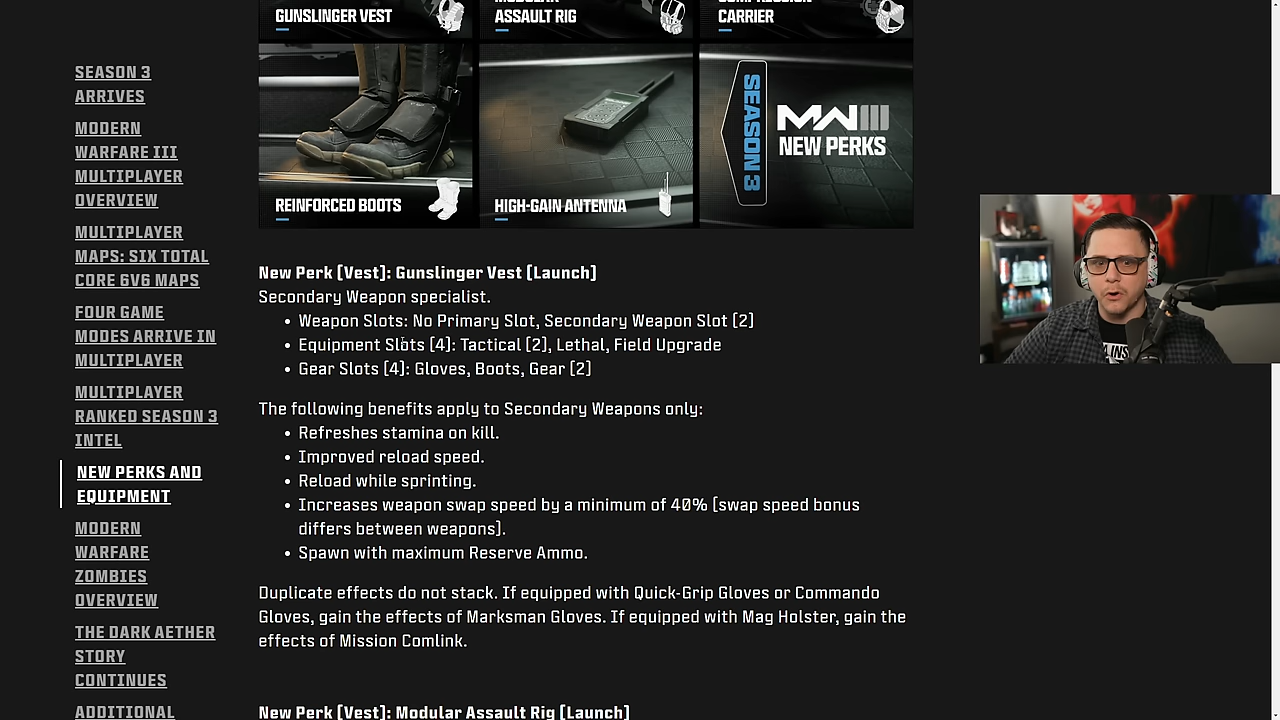 GUNSLINGER VEST
ASSAULT RIG
CARRIER
REINFORCED BOOTS
HIGH-GAIN ANTENNA
SEASON 3
MWIII
NEW PERKS
SEASON 3
ARRIVES
MODERN
WARFARE III
MULTIPLAYER
OVERVIEW
MULTIPLAYER
MAPS: SIX TOTAL
CORE 6V6 MAPS
FOUR GAME
MODES ARRIVE IN
MULTIPLAYER
MULTIPLAYER
RANKED SEASON 3
INTEL
NEW PERKS AND
EQUIPMENT
MODERN
WARFARE
ZOMBIES
OVERVIEW
THE DARK AETHER
STORY
CONTINUES
ADDITIONAL
New Perk [Vest]: Gunslinger Vest [Launch]
Secondary Weapon specialist.
• Weapon Slots: No Primary Slot, Secondary Weapon Slot [2]
• Equipment Slots [4]: Tactical [2], Lethal, Field Upgrade
• Gear Slots [4]: Gloves, Boots, Gear [2]
The following benefits apply to Secondary Weapons only:
• Refreshes stamina on kill.
• Improved reload speed.
• Reload while sprinting.
• Increases weapon swap speed by a minimum of 40% [swap speed bonus
differs between weapons].
• Spawn with maximum Reserve Ammo.
Duplicate effects do not stack. If equipped with Quick-Grip Gloves or Commando
Gloves, gain the effects of Marksman Gloves. If equipped with Mag Holster, gain the
effects of Mission Comlink.
New Perk [Vest]: Modular Assault Rig [Launch]